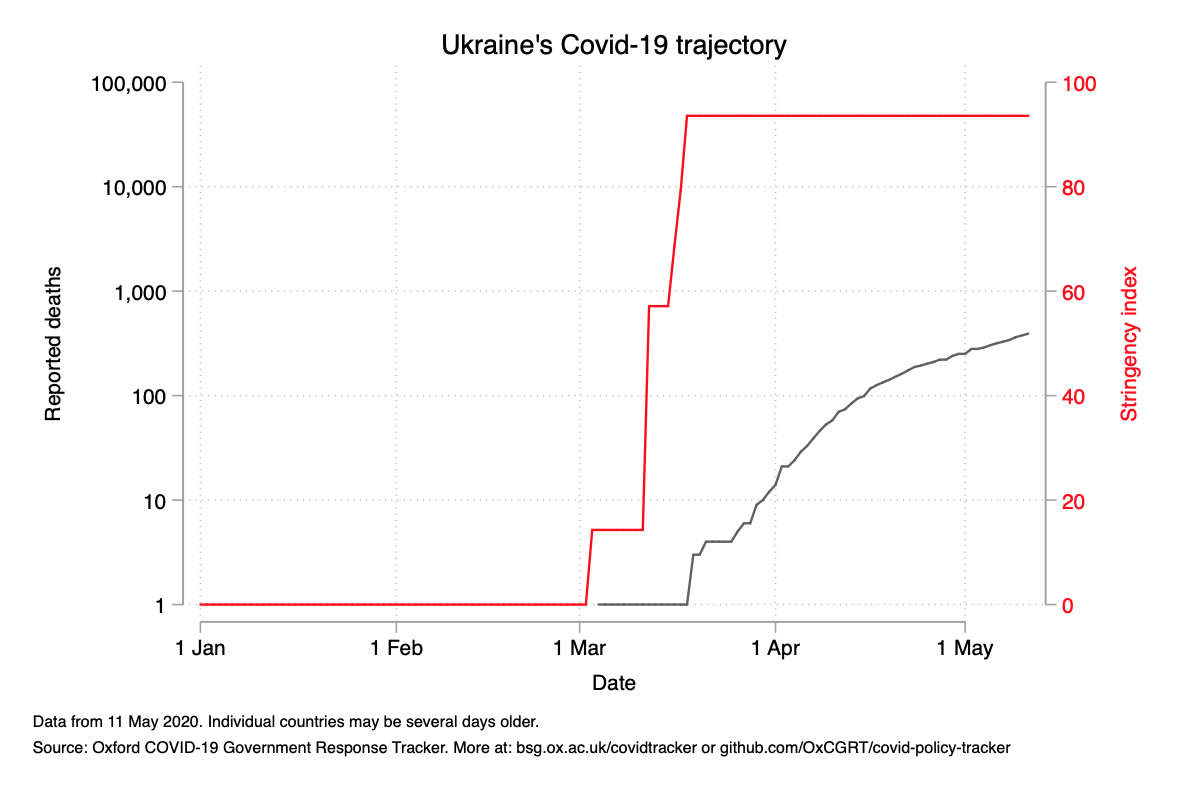 Ukraine's Covid-19 trajectory
100,000
10,000
1,000
100
10
1
Reported deaths
100
80
60
40
20
0
Stringency index
1 Jan 1 Feb 1 Mar 1 Apr 1 May
Date
Data from 11 May 2020. Individual countries may be several days older.
Source: Oxford COVID-19 Government Response Tracker. More at: bsg.ox.ac.uk/covidtracker or github.com/OxCGRT/covid-policy-tracker